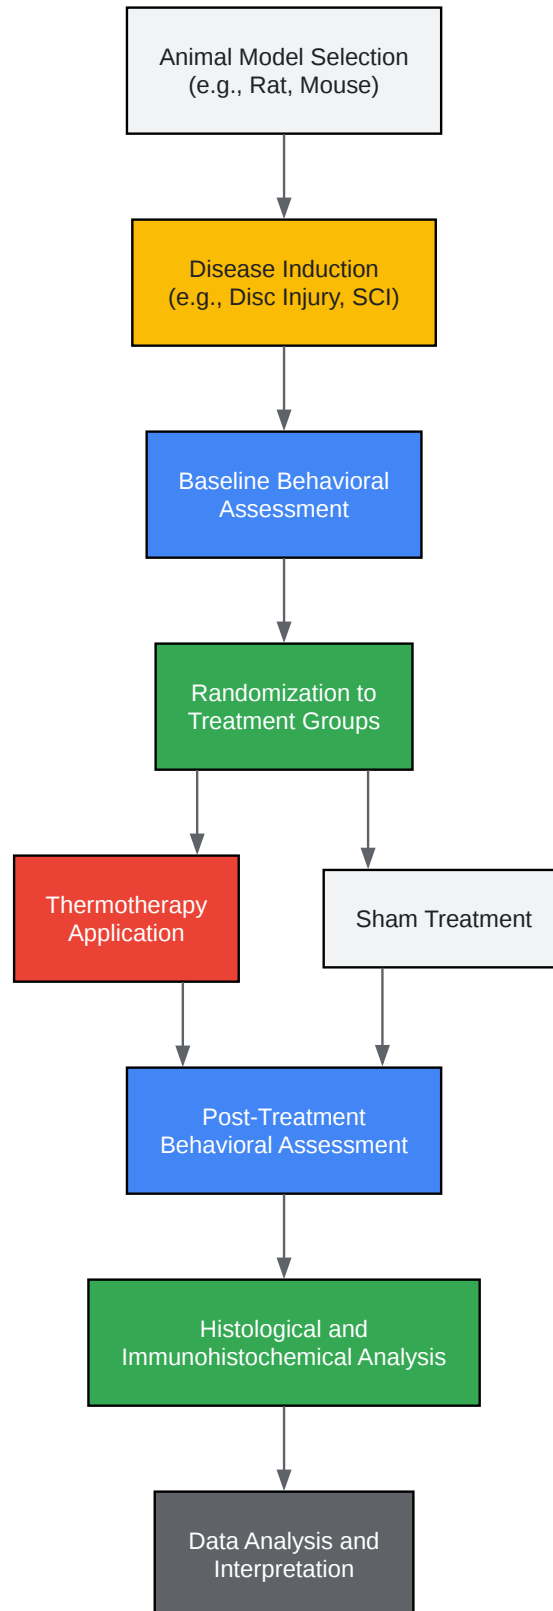 Animal Model Selection
(e.g., Rat, Mouse)
Disease Induction
(e.g., Disc Injury, SCI)
Baseline Behavioral
Assessment
Randomization to
Treatment Groups
Thermotherapy
Application
Sham Treatment
Post-Treatment
Behavioral Assessment
Histological and
Immunohistochemical Analysis
Data Analysis and
Interpretation